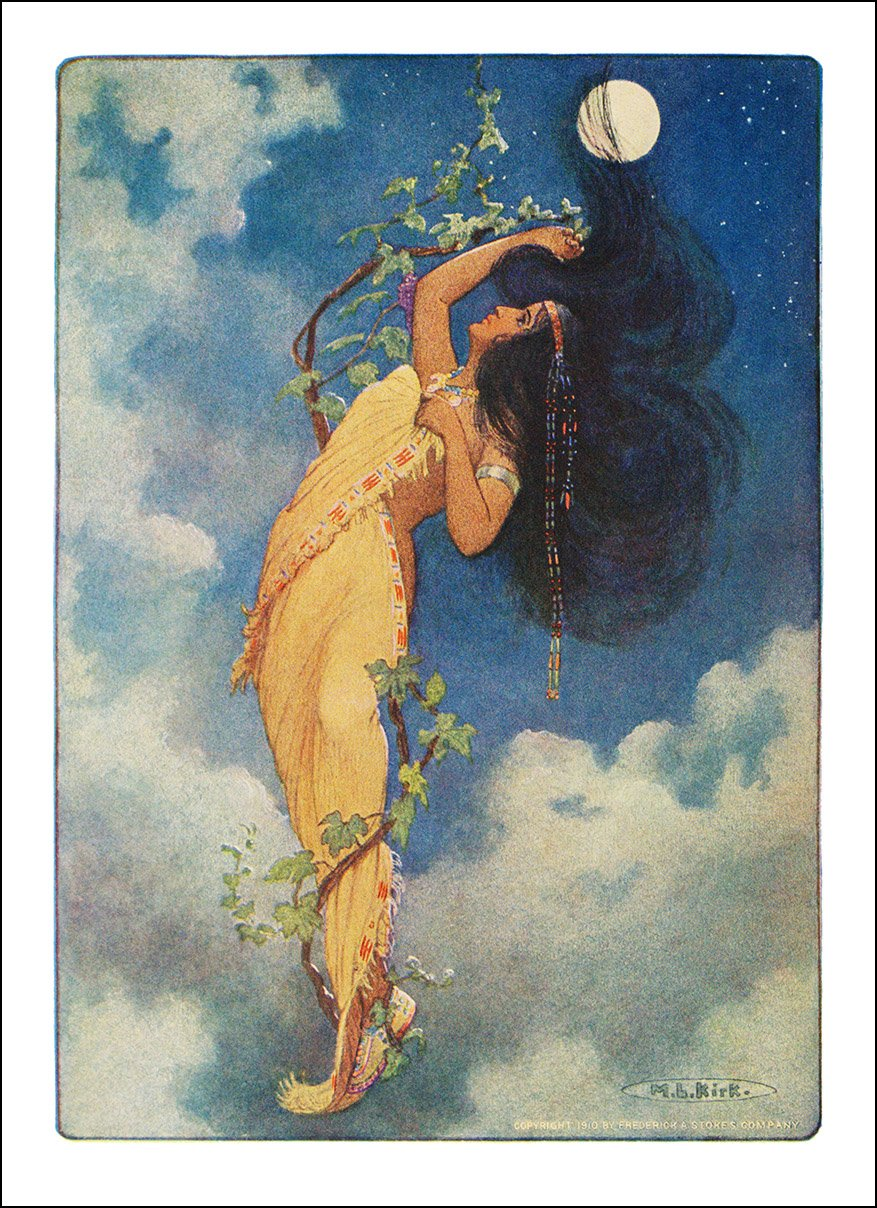 M.L.Kirk.
COPYRIGHT 1910 BY FREDERICK A STOKES COMPANY